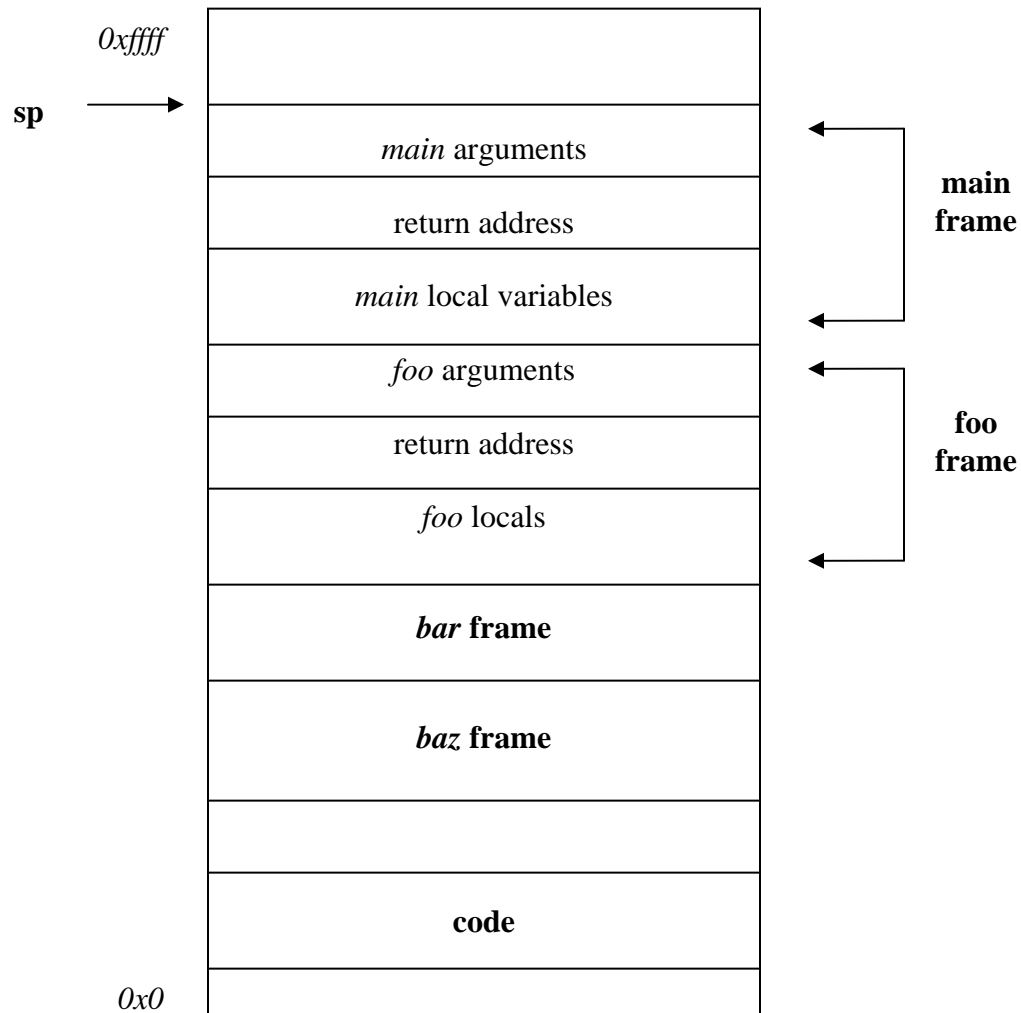 0xffff
sp
main arguments
return address
main local variables
main
frame
foo arguments
return address
foo locals
foo
frame
bar frame
baz frame
code
0x0